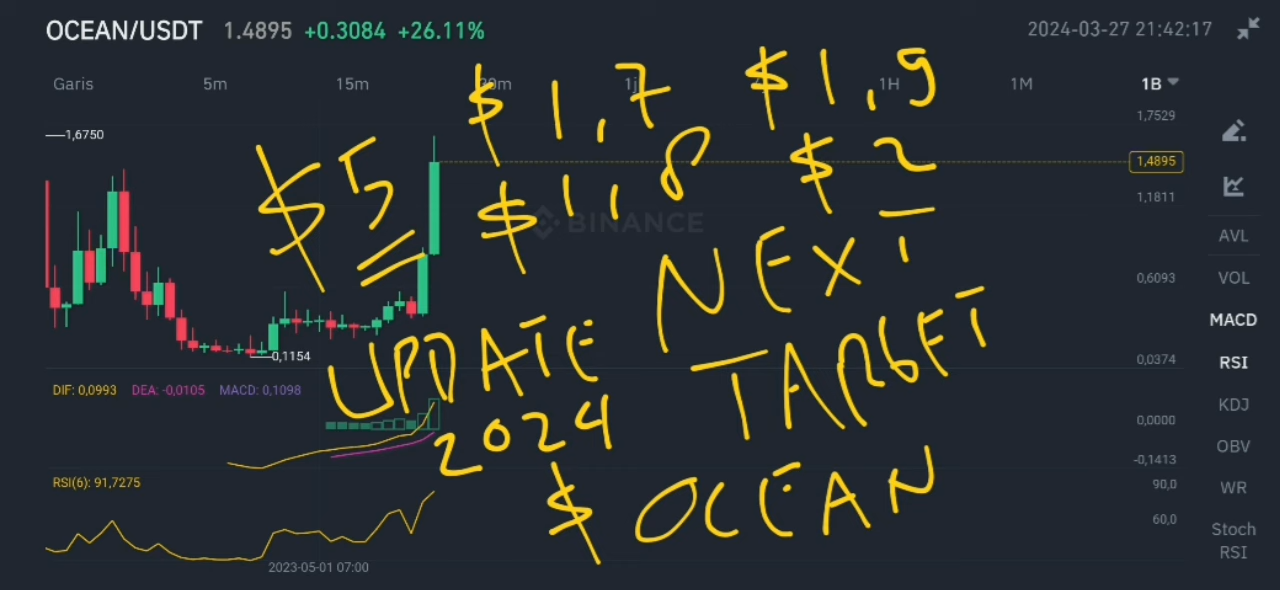 OCEAN/USDT 1.4895 +0.3084 +26.11% 2024-03-27 21:42:17
Garis 5m 15m 1H 1M 1B
1,7529
1,6750
1,4895
1,1811
0,6093
0,1154
0,0374
BINANCE
$1,7 $1,9
$1,8 $2
$5
NEXT
TARGET
UPDATE
2024
$OCEAN
DIF: 0,0993 DEA: -0,0105 MACD: 0,1098
0,0000
-0,1413
RSI(6): 91,7275
90,0
60,0
2023-05-01 07:00
AVL
VOL
MACD
RSI
KDJ
OBV
WR
Stoch
RSI